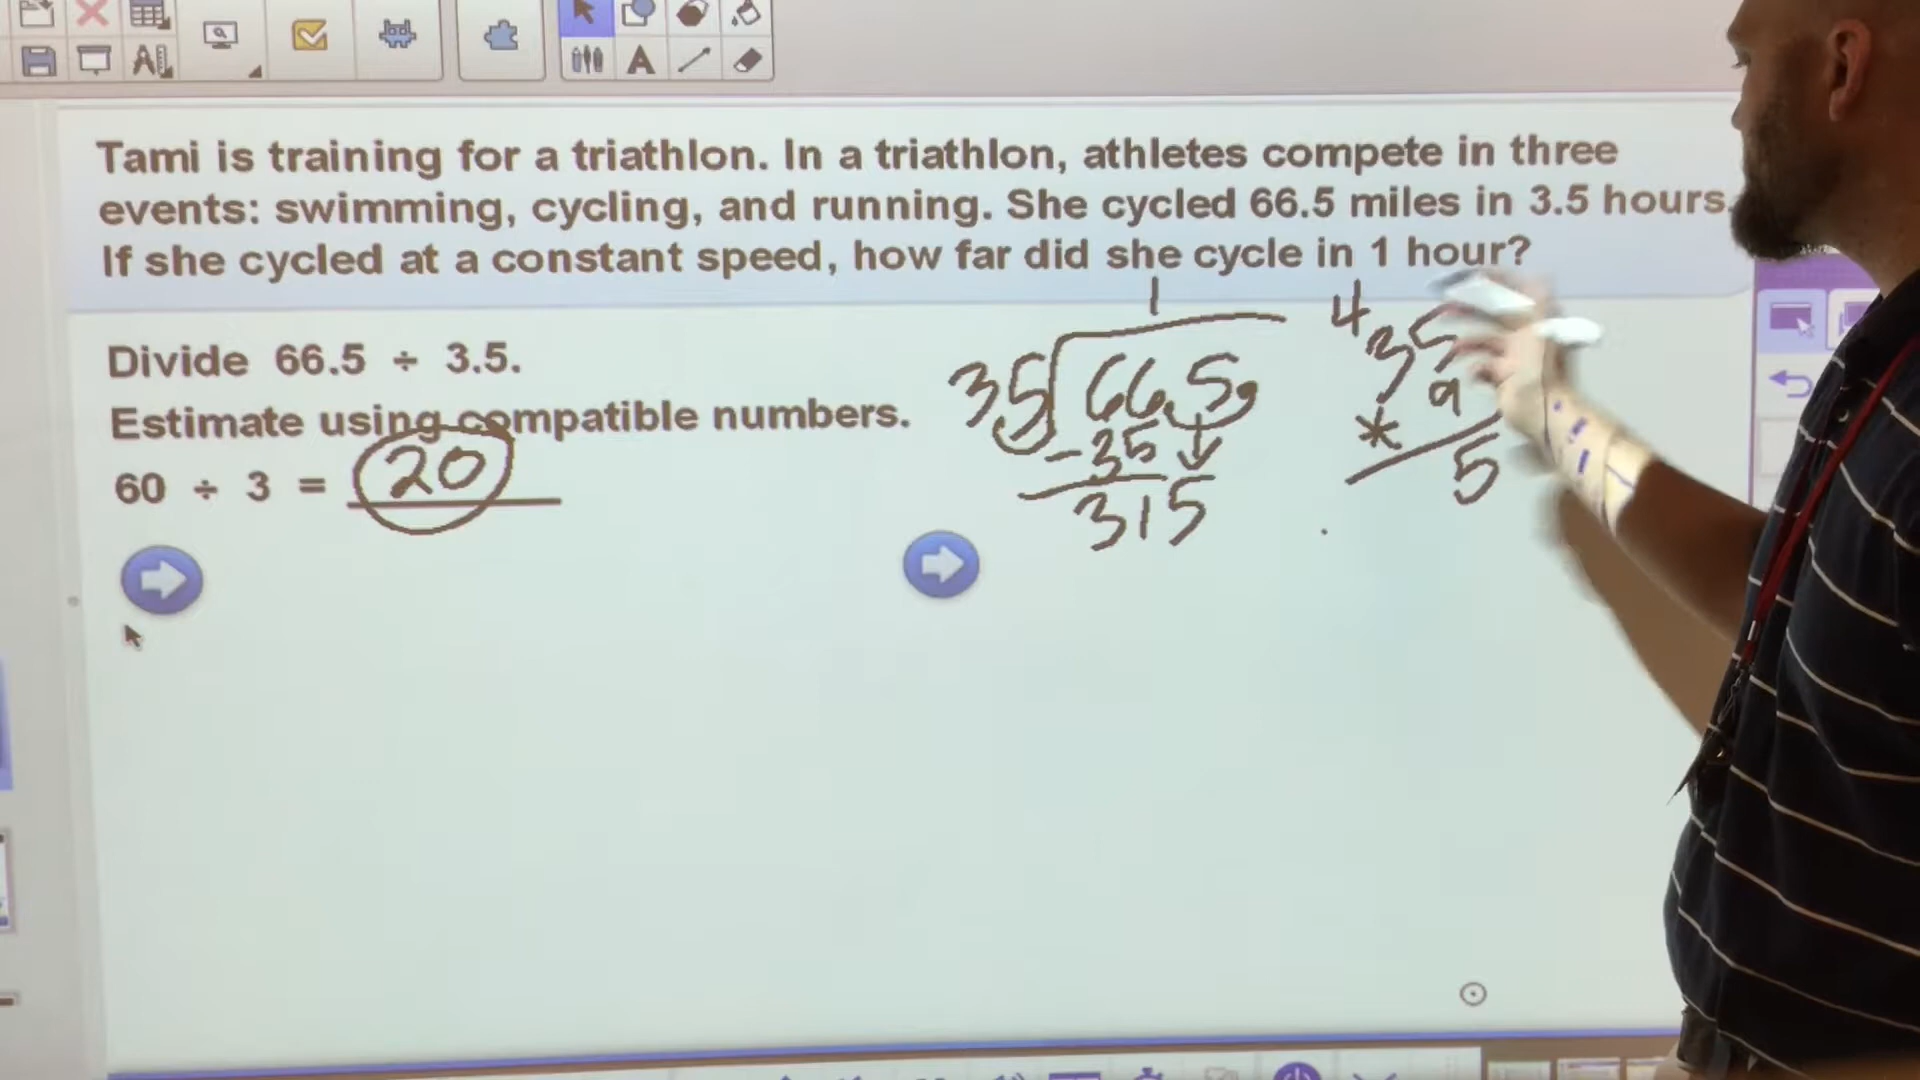 Tami is training for a triathlon. In a triathlon, athletes compete in three
events: swimming, cycling, and running. She cycled 66.5 miles in 3.5 hours.
If she cycled at a constant speed, how far did she cycle in 1 hour?
Divide 66.5 ÷ 3.5.
Estimate using compatible numbers.
60 ÷ 3 = 20
1
35 66.5.
- 35
315
4
35
* 9
5